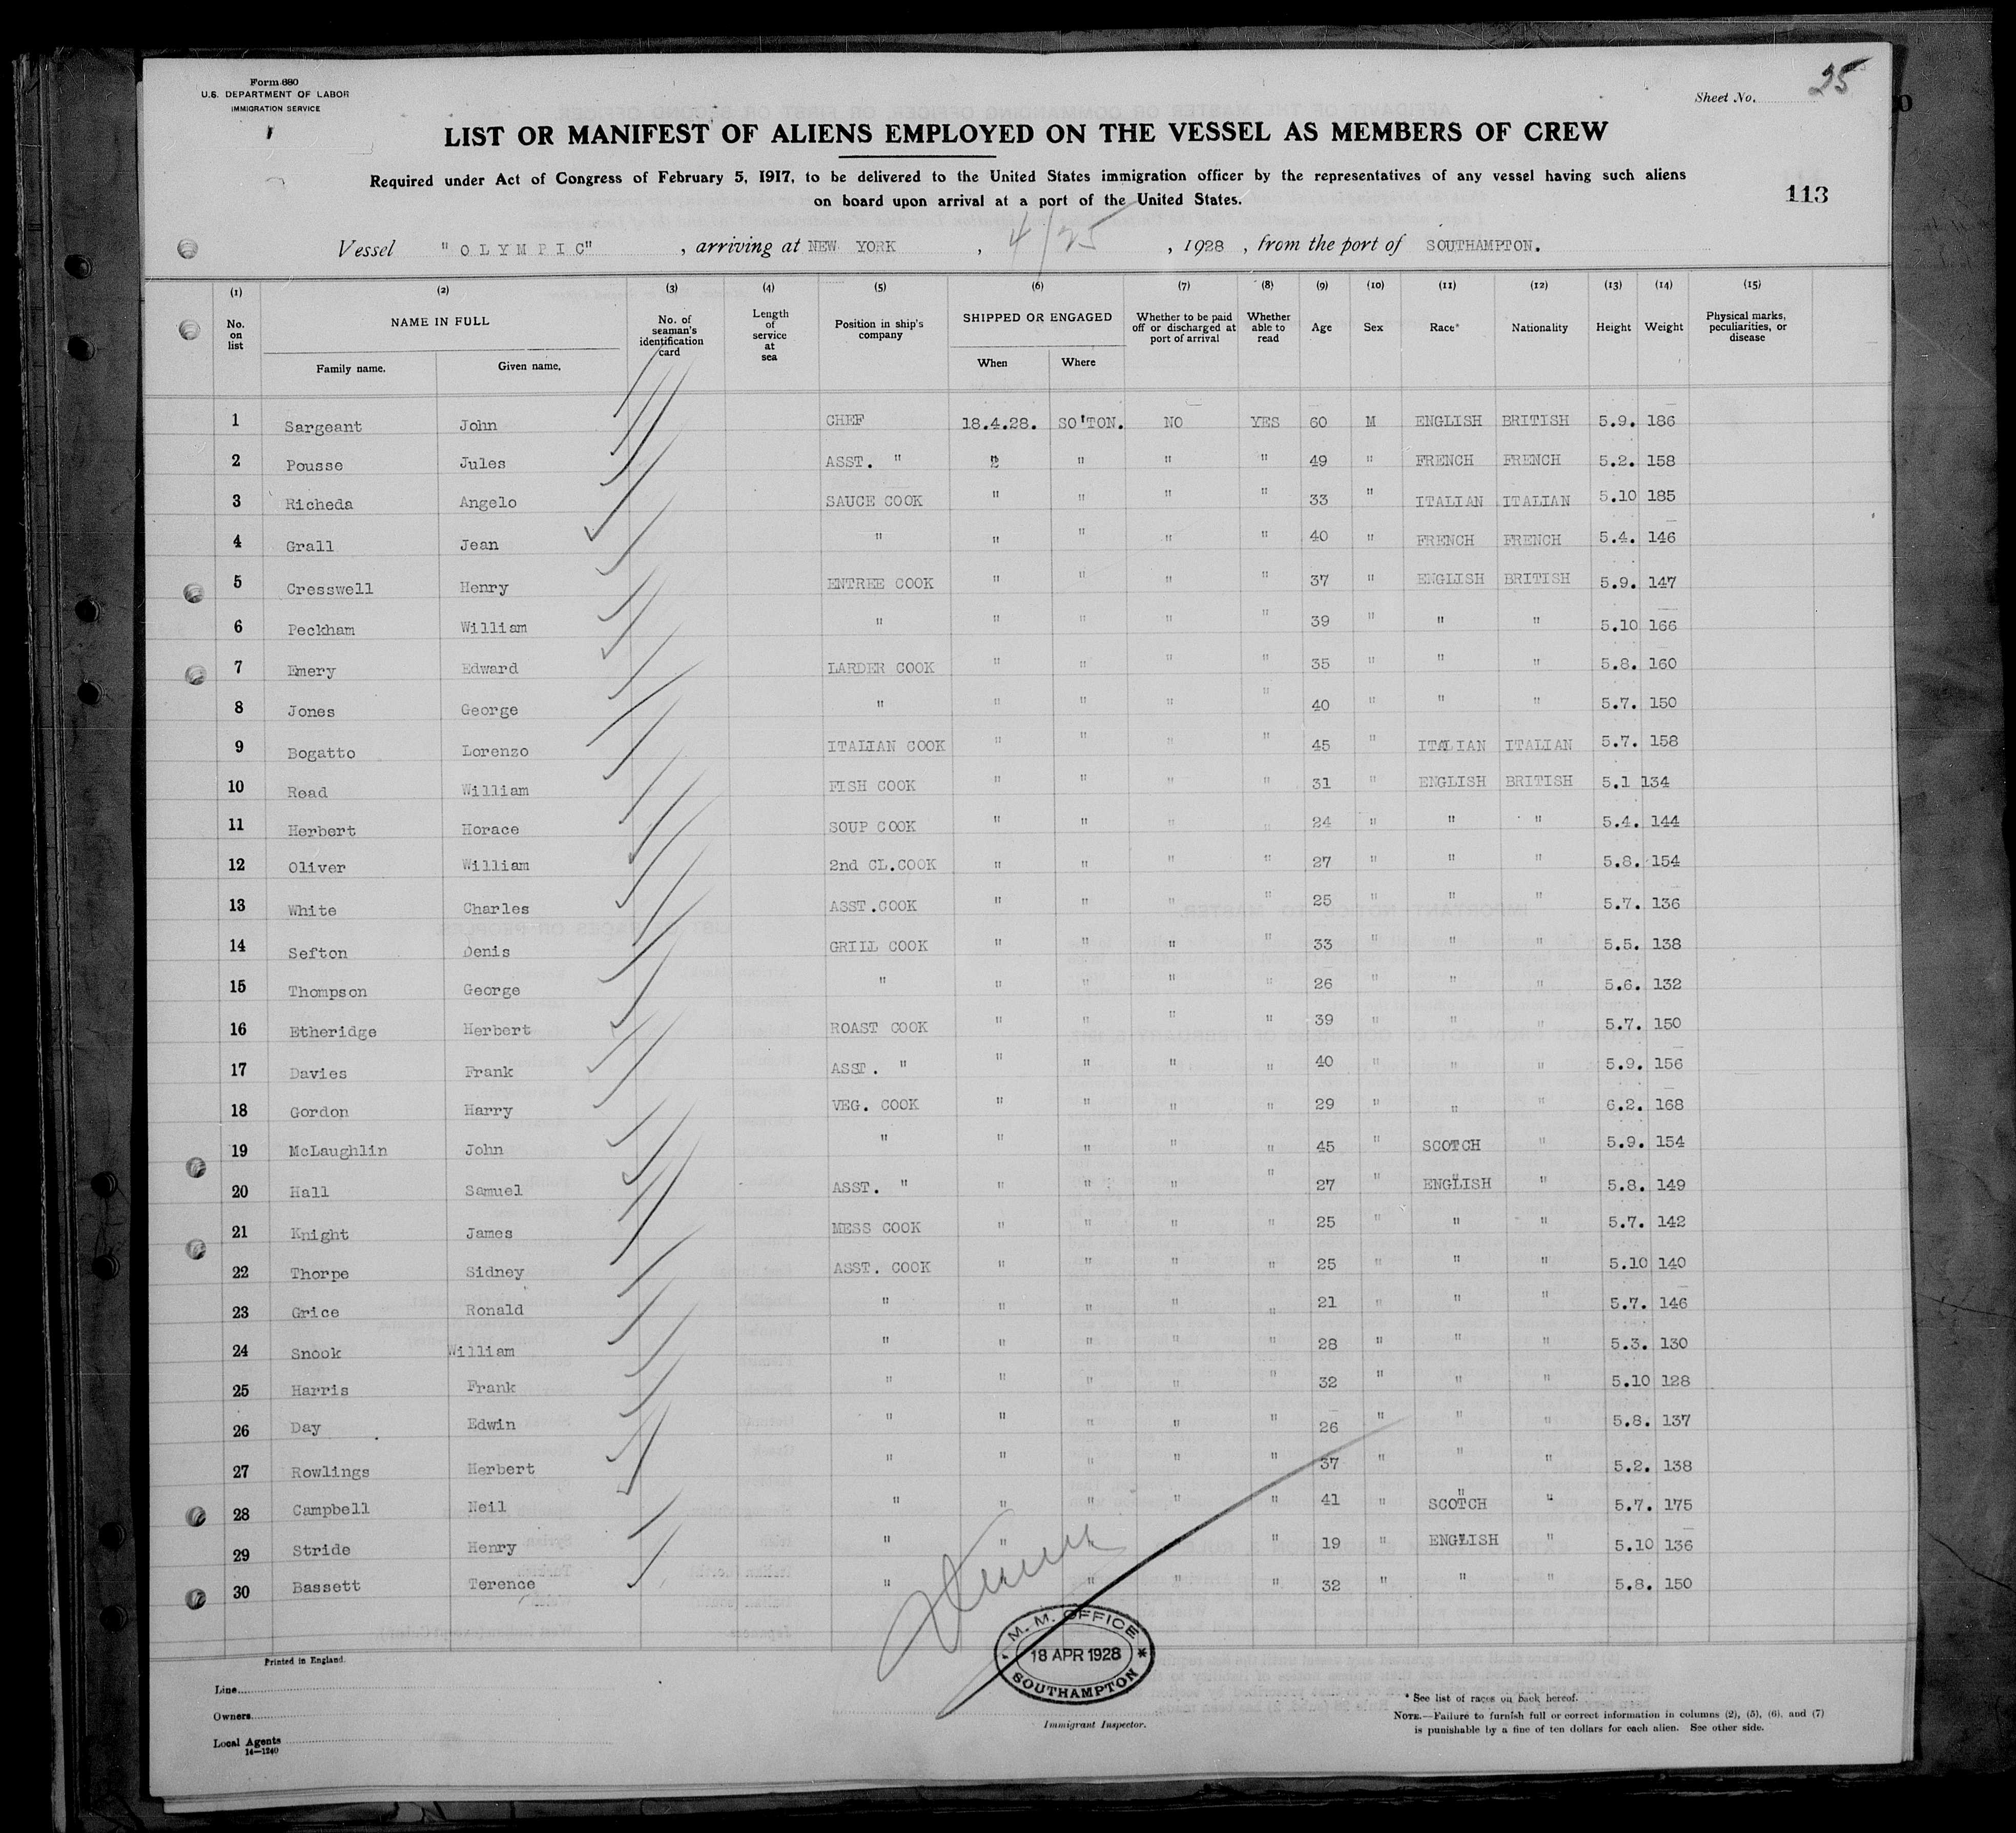 Form 680
U.S. DEPARTMENT OF LABOR
IMMIGRATION SERVICE
Sheet No. 25
LIST OR MANIFEST OF ALIENS EMPLOYED ON THE VESSEL AS MEMBERS OF CREW
Required under Act of Congress of February 5, 1917, to be delivered to the United States immigration officer by the representatives of any vessel having such aliens
on board upon arrival at a port of the United States.
113
Vessel "OLYMPIC" , arriving at NEW YORK , 4/25 , 1928 , from the port of SOUTHAMPTON.
(1) (2) (3) (4) (5) (6) (7) (8) (9) (10) (11) (12) (13) (14) (15)
No. on list NAME IN FULL Family name. Given name. No. of seaman's identification card Length of service at sea Position in ship's company SHIPPED OR ENGAGED When Where Whether to be paid off or discharged at port of arrival Whether able to read Age Sex Race* Nationality Height Weight Physical marks, peculiarities, or disease
1 Sargeant John CHEF 18.4.28. SO'TON. NO YES 60 M ENGLISH BRITISH 5.9. 186
2 Pousse Jules ASST. " " " " " 49 " FRENCH FRENCH 5.2. 158
3 Richeda Angelo SAUCE COOK " " " " 33 " ITALIAN ITALIAN 5.10 185
4 Grall Jean " " " " " 40 " FRENCH FRENCH 5.4. 146
5 Cresswell Henry ENTREE COOK " " " " 37 " ENGLISH BRITISH 5.9. 147
6 Peckham William " " " " " 39 " " " 5.10 166
7 Emery Edward LARDER COOK " " " " 35 " " " 5.8. 160
8 Jones George " " " " " 40 " " " 5.7. 150
9 Bogatto Lorenzo ITALIAN COOK " " " " 45 " ITALIAN ITALIAN 5.7. 158
10 Read William FISH COOK " " " " 31 " ENGLISH BRITISH 5.1 134
11 Herbert Horace SOUP COOK " " " " 24 " " " 5.4. 144
12 Oliver William 2nd CL.COOK " " " " 27 " " " 5.8. 154
13 White Charles ASST.COOK " " " " 25 " " " 5.7. 136
14 Sefton Denis GRILL COOK " " " " 33 " " " 5.5. 138
15 Thompson George " " " " " 26 " " " 5.6. 132
16 Etheridge Herbert ROAST COOK " " " " 39 " " " 5.7. 150
17 Davies Frank ASST. " " " " " 40 " " " 5.9. 156
18 Gordon Harry VEG. COOK " " " " 29 " " " 6.2. 168
19 McLaughlin John " " " " " 45 " SCOTCH " 5.9. 154
20 Hall Samuel ASST. " " " " " 27 " ENGLISH " 5.8. 149
21 Knight James MESS COOK " " " " 25 " " " 5.7. 142
22 Thorpe Sidney ASST. COOK " " " " 25 " " " 5.10 140
23 Grice Ronald " " " " " 21 " " " 5.7. 146
24 Snook William " " " " " 28 " " " 5.3. 130
25 Harris Frank " " " " " 32 " " " 5.10 128
26 Day Edwin " " " " " 26 " " " 5.8. 137
27 Rowlings Herbert " " " " " 37 " " " 5.2. 138
28 Campbell Neil " " " " " 41 " SCOTCH " 5.7. 175
29 Stride Henry " " " " 19 " ENGLISH " 5.10 136
30 Bassett Terence " " " " " 32 " " " 5.8. 150
M. M. OFFICE
18 APR 1928
SOUTHAMPTON
Printed in England.
Line
Owners
Local Agents
14—1240
Immigrant Inspector.
* See list of races on back hereof.
NOTE.—Failure to furnish full or correct information in columns (2), (5), (6), and (7)
is punishable by a fine of ten dollars for each alien. See other side.